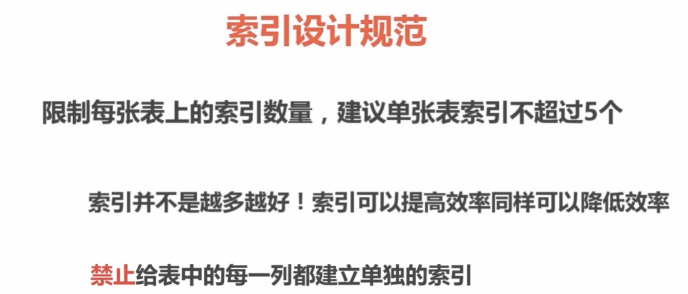 索引设计规范
限制每张表上的索引数量，建议单张表索引不超过5个
索引并不是越多越好！索引可以提高效率同样可以降低效率
禁止给表中的每一列都建立单独的索引